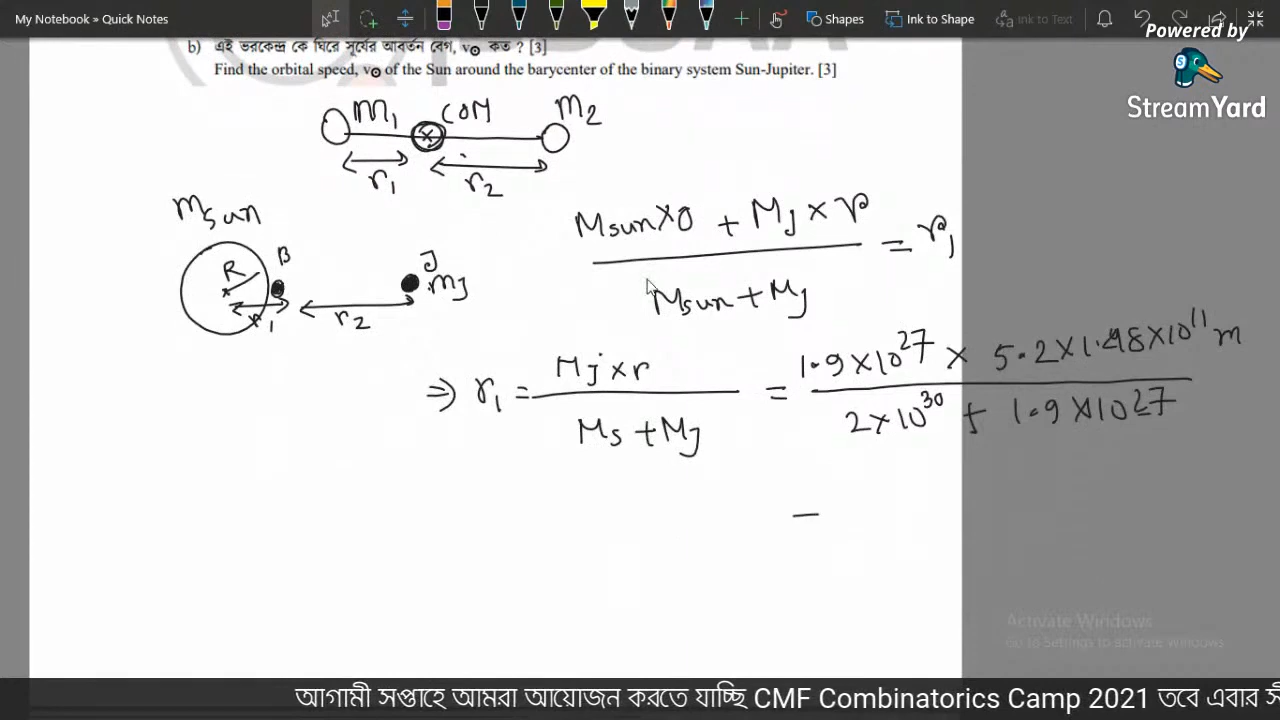 My Notebook » Quick Notes
Shapes
Ink to Shape
Ink to Text
Powered by
StreamYard
b) এই ভরকেন্দ্র কে ঘিরে সূর্যের আবর্তন বেগ, v⊙ কত ? [3]
Find the orbital speed, v⊙ of the Sun around the barycenter of the binary system Sun-Jupiter. [3]
M1 COM M2
r1 r2
Msun
R B J MJ
r1 r2
Msun×0 + MJ × r
= r1
Msun + MJ
⇒ r1 = Mj × r = 1.9×10^27 × 5.2×1.48×10^11 m
Ms + MJ 2×10^30 + 1.9×10^27
Activate Windows
Go to Settings to activate Windows.
আগামী সপ্তাহে আমরা আয়োজন করতে যাচ্ছি CMF Combinatorics Camp 2021 তবে এবার